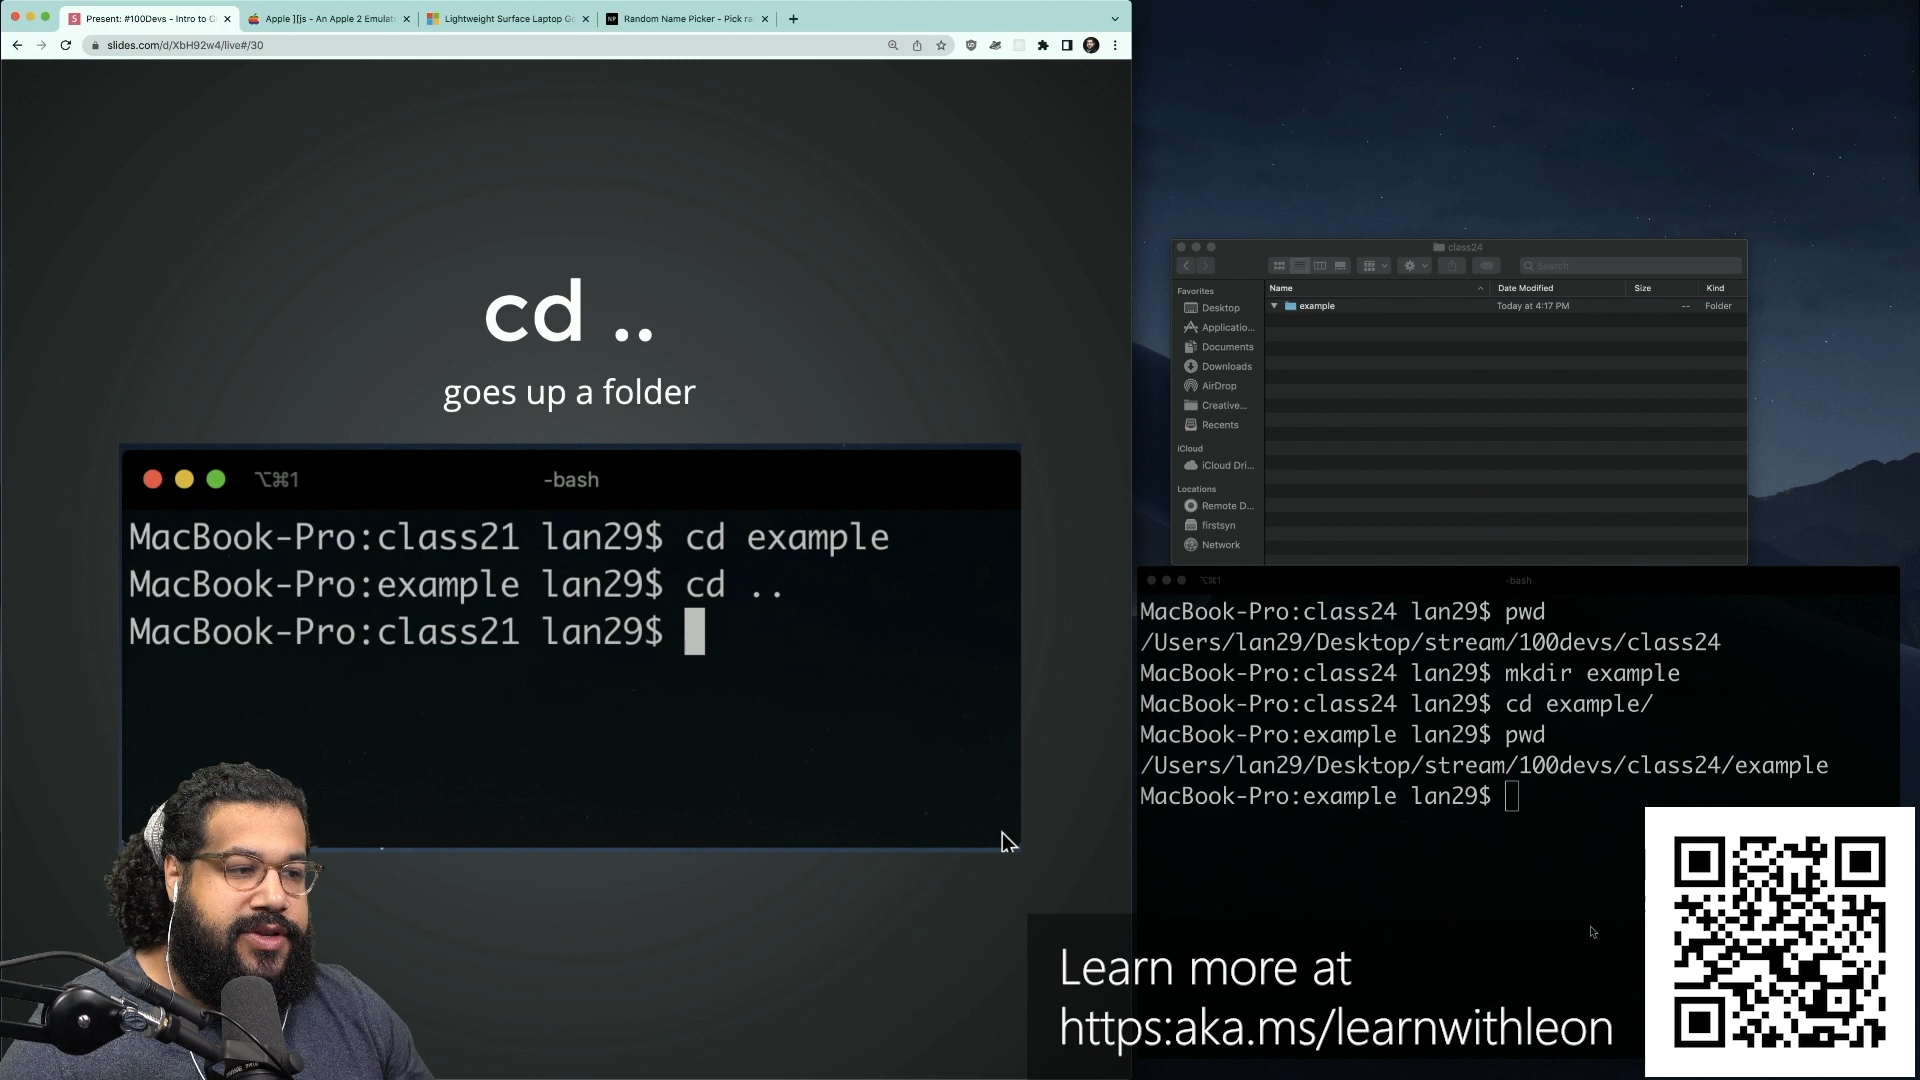 Present: #100Devs - Intro to G
Apple ][js - An Apple 2 Emulat
Lightweight Surface Laptop Go
Random Name Picker - Pick ra
slides.com/d/XbH92w4/live#/30
cd ..
goes up a folder
⌥⌘1
-bash
MacBook-Pro:class21 lan29$ cd example
MacBook-Pro:example lan29$ cd ..
MacBook-Pro:class21 lan29$
class24
Search
Favorites
Desktop
Applicatio...
Documents
Downloads
AirDrop
Creative...
Recents
iCloud
iCloud Dri...
Locations
Remote D...
firstsyn
Network
Name Date Modified Size Kind
example Today at 4:17 PM -- Folder
⌥⌘1
-bash
MacBook-Pro:class24 lan29$ pwd
/Users/lan29/Desktop/stream/100devs/class24
MacBook-Pro:class24 lan29$ mkdir example
MacBook-Pro:class24 lan29$ cd example/
MacBook-Pro:example lan29$ pwd
/Users/lan29/Desktop/stream/100devs/class24/example
MacBook-Pro:example lan29$
Learn more at
https:aka.ms/learnwithleon